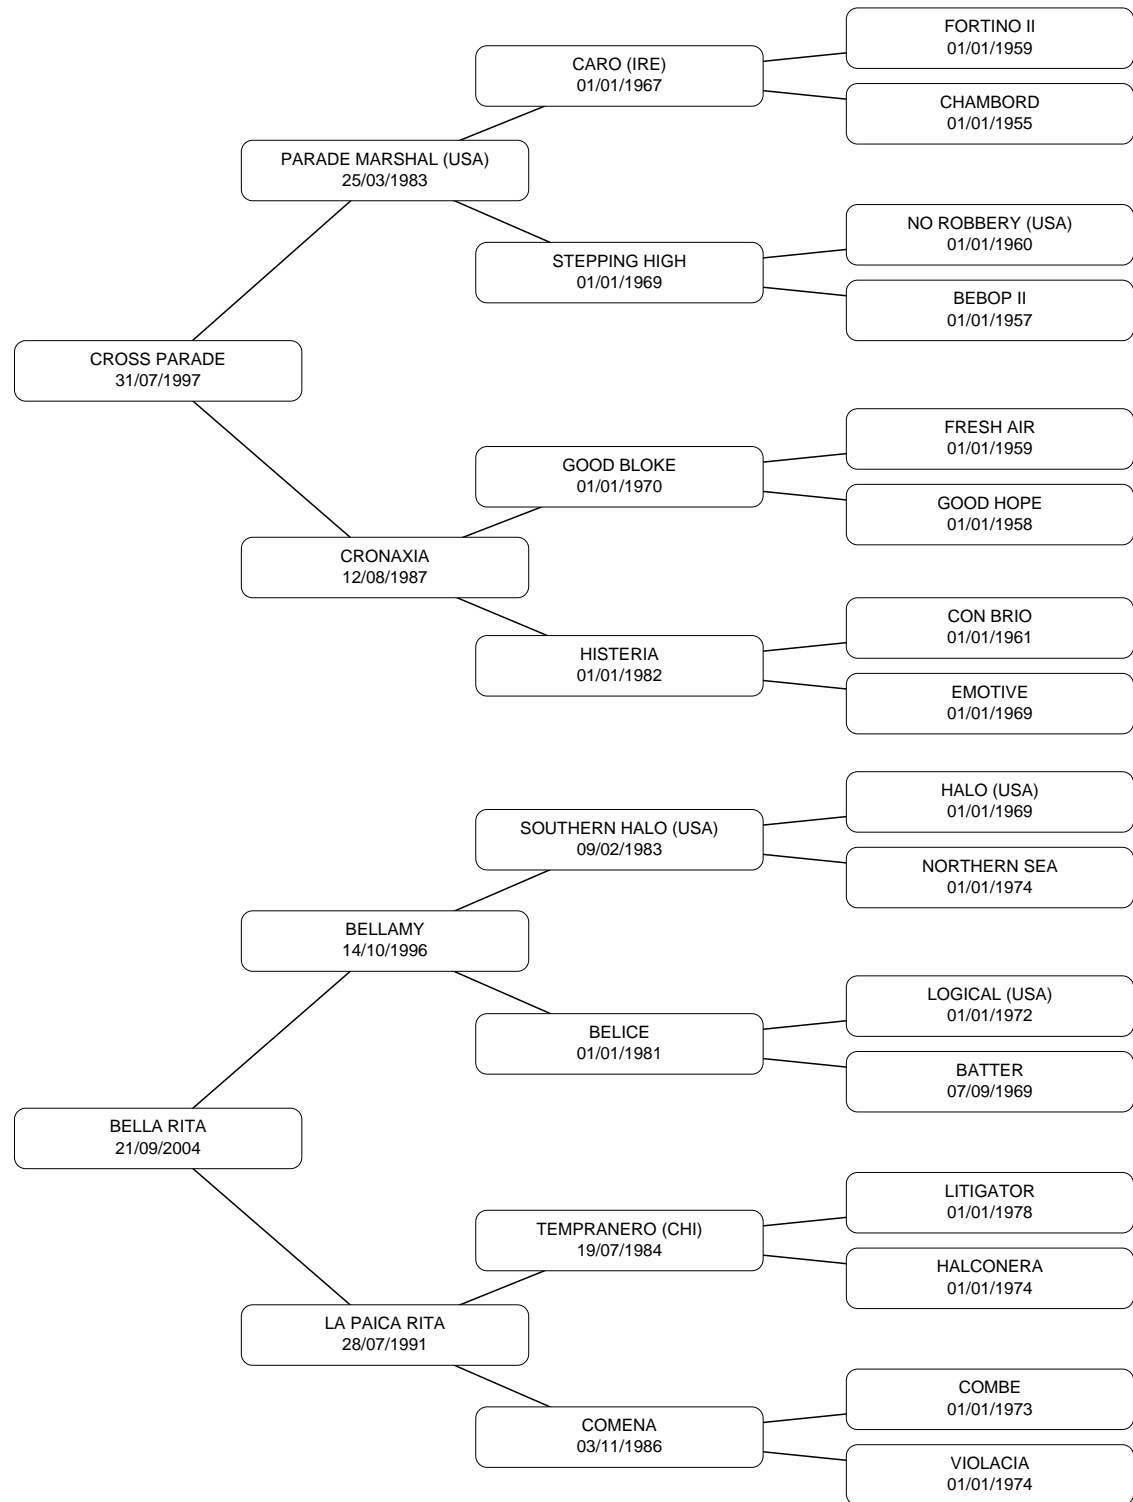 FORTINO II
01/01/1959
CARO (IRE)
01/01/1967
CHAMBORD
01/01/1955
PARADE MARSHAL (USA)
25/03/1983
NO ROBBERY (USA)
01/01/1960
STEPPING HIGH
01/01/1969
BEBOP II
01/01/1957
CROSS PARADE
31/07/1997
FRESH AIR
01/01/1959
GOOD BLOKE
01/01/1970
GOOD HOPE
01/01/1958
CRONAXIA
12/08/1987
CON BRIO
01/01/1961
HISTERIA
01/01/1982
EMOTIVE
01/01/1969
HALO (USA)
01/01/1969
SOUTHERN HALO (USA)
09/02/1983
NORTHERN SEA
01/01/1974
BELLAMY
14/10/1996
LOGICAL (USA)
01/01/1972
BELICE
01/01/1981
BATTER
07/09/1969
BELLA RITA
21/09/2004
LITIGATOR
01/01/1978
TEMPRANERO (CHI)
19/07/1984
HALCONERA
01/01/1974
LA PAICA RITA
28/07/1991
COMBE
01/01/1973
COMENA
03/11/1986
VIOLACIA
01/01/1974